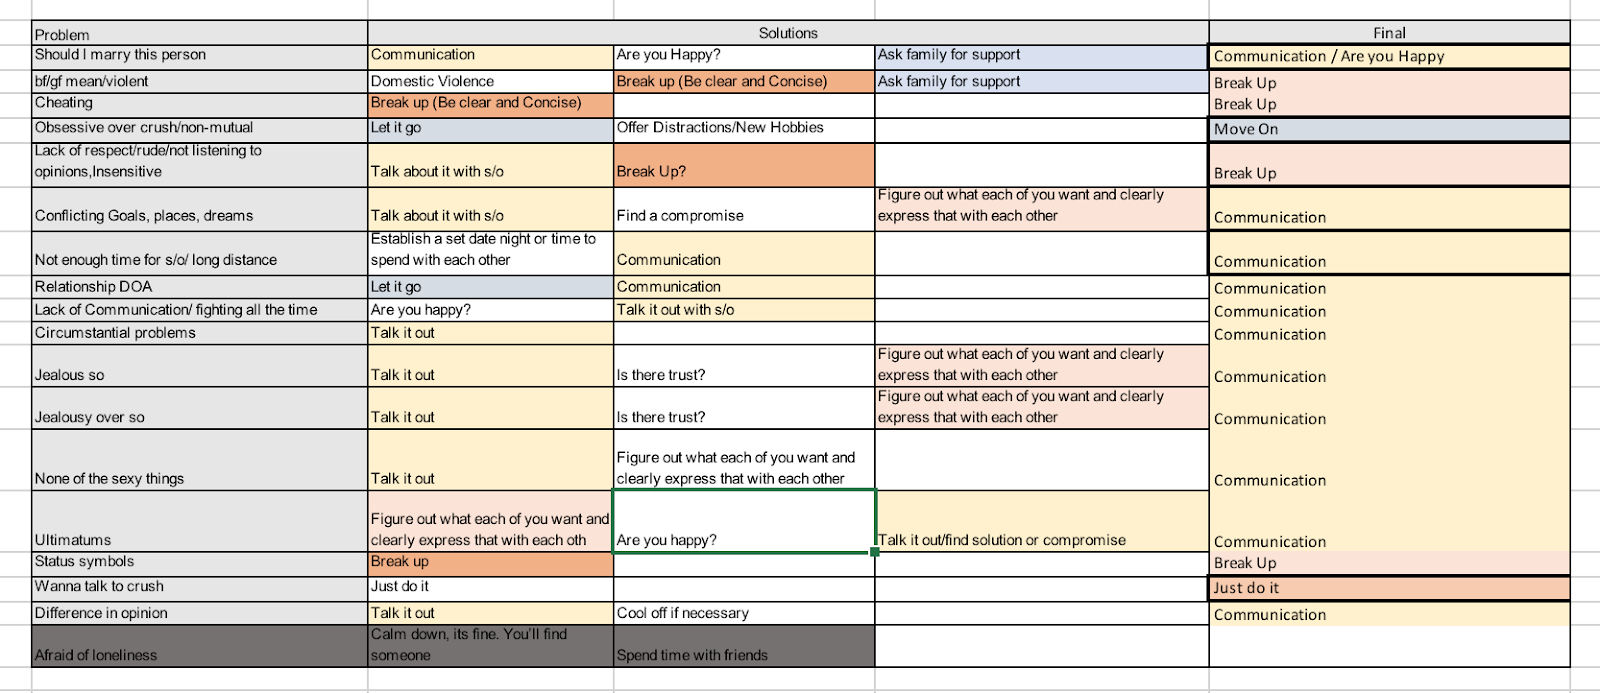 Problem
Solutions
Final
Should I marry this person
Communication
Are you Happy?
Ask family for support
Communication / Are you Happy
bf/gf mean/violent
Domestic Violence
Break up (Be clear and Concise)
Ask family for support
Break Up
Cheating
Break up (Be clear and Concise)
Break Up
Obsessive over crush/non-mutual
Let it go
Offer Distractions/New Hobbies
Move On
Lack of respect/rude/not listening to
opinions,Insensitive
Talk about it with s/o
Break Up?
Break Up
Conflicting Goals, places, dreams
Talk about it with s/o
Find a compromise
Figure out what each of you want and clearly
express that with each other
Communication
Not enough time for s/o/ long distance
Establish a set date night or time to
spend with each other
Communication
Communication
Relationship DOA
Let it go
Communication
Communication
Lack of Communication/ fighting all the time
Are you happy?
Talk it out with s/o
Communication
Circumstantial problems
Talk it out
Communication
Jealous so
Talk it out
Is there trust?
Figure out what each of you want and clearly
express that with each other
Communication
Jealousy over so
Talk it out
Is there trust?
Figure out what each of you want and clearly
express that with each other
Communication
None of the sexy things
Talk it out
Figure out what each of you want and
clearly express that with each other
Communication
Ultimatums
Figure out what each of you want and
clearly express that with each oth
Are you happy?
Talk it out/find solution or compromise
Communication
Status symbols
Break up
Break Up
Wanna talk to crush
Just do it
Just do it
Difference in opinion
Talk it out
Cool off if necessary
Communication
Afraid of loneliness
Calm down, its fine. You'll find
someone
Spend time with friends